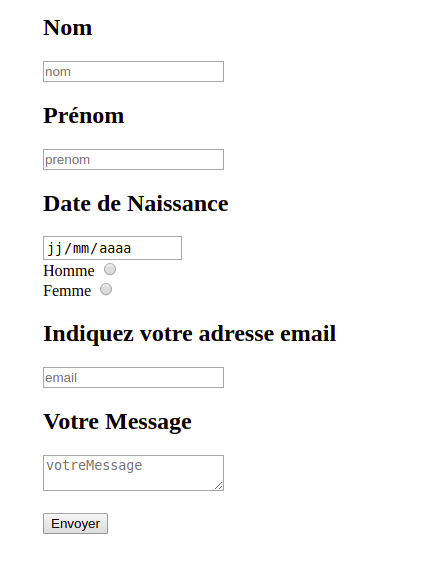 Nom
nom
Prénom
prenom
Date de Naissance
jj/mm/aaaa
Homme
Femme
Indiquez votre adresse email
email
Votre Message
votreMessage
Envoyer